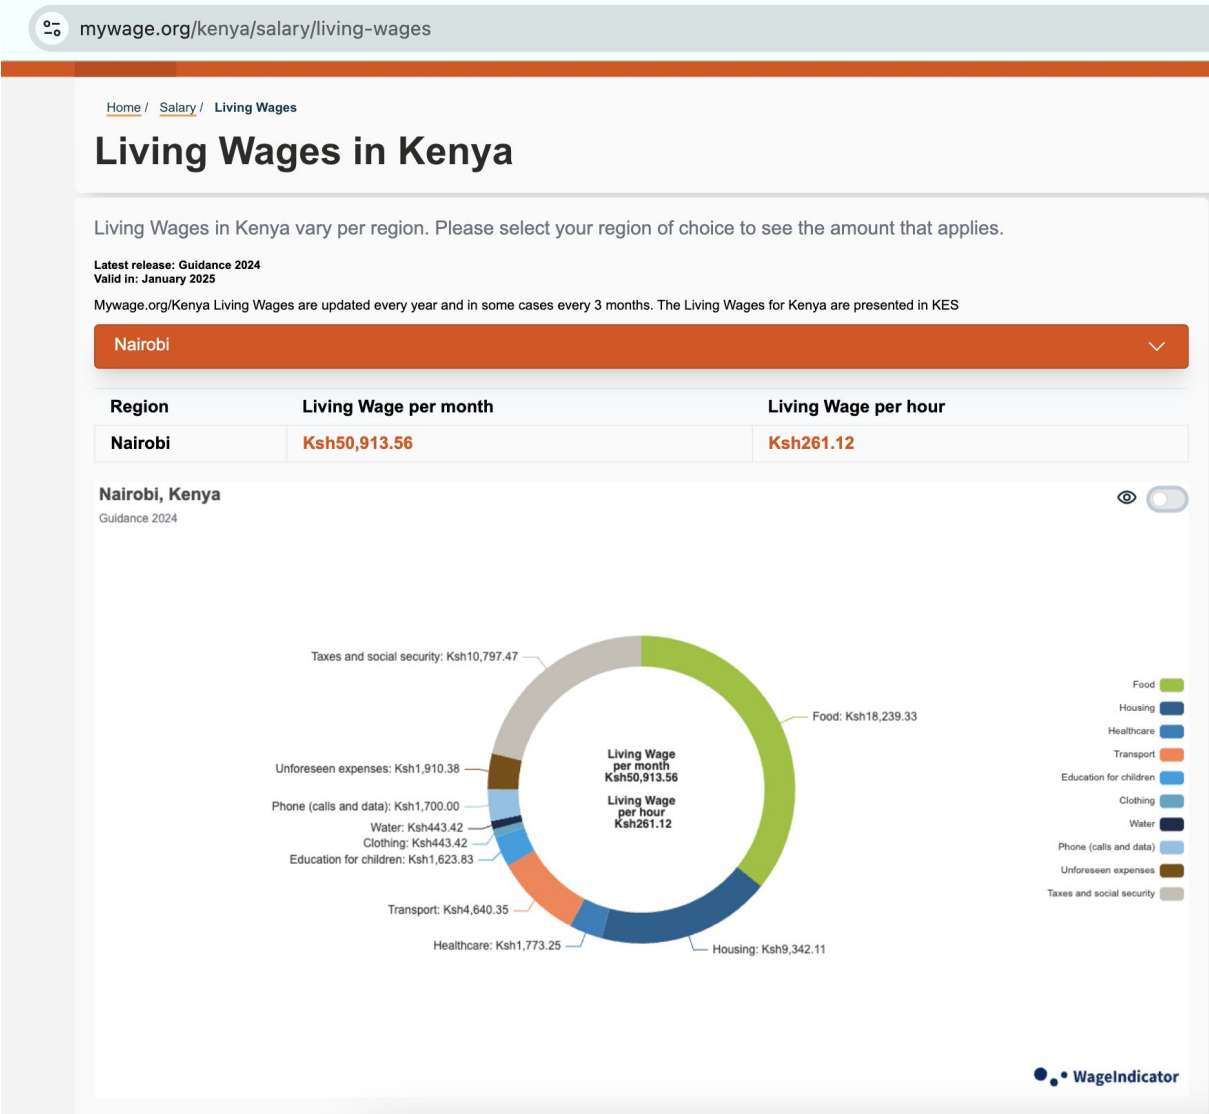 mywage.org/kenya/salary/living-wages
Home / Salary / Living Wages
Living Wages in Kenya
Living Wages in Kenya vary per region. Please select your region of choice to see the amount that applies.
Latest release: Guidance 2024
Valid in: January 2025
Mywage.org/Kenya Living Wages are updated every year and in some cases every 3 months. The Living Wages for Kenya are presented in KES
Nairobi
Region Living Wage per month Living Wage per hour
Nairobi Ksh50,913.56 Ksh261.12
Nairobi, Kenya
Guidance 2024
Taxes and social security: Ksh10,797.47
Food: Ksh18,239.33
Unforeseen expenses: Ksh1,910.38
Phone (calls and data): Ksh1,700.00
Water: Ksh443.42
Clothing: Ksh443.42
Education for children: Ksh1,623.83
Transport: Ksh4,640.35
Healthcare: Ksh1,773.25
Housing: Ksh9,342.11
Living Wage
per month
Ksh50,913.56
Living Wage
per hour
Ksh261.12
Food
Housing
Healthcare
Transport
Education for children
Clothing
Water
Phone (calls and data)
Unforeseen expenses
Taxes and social security
WageIndicator